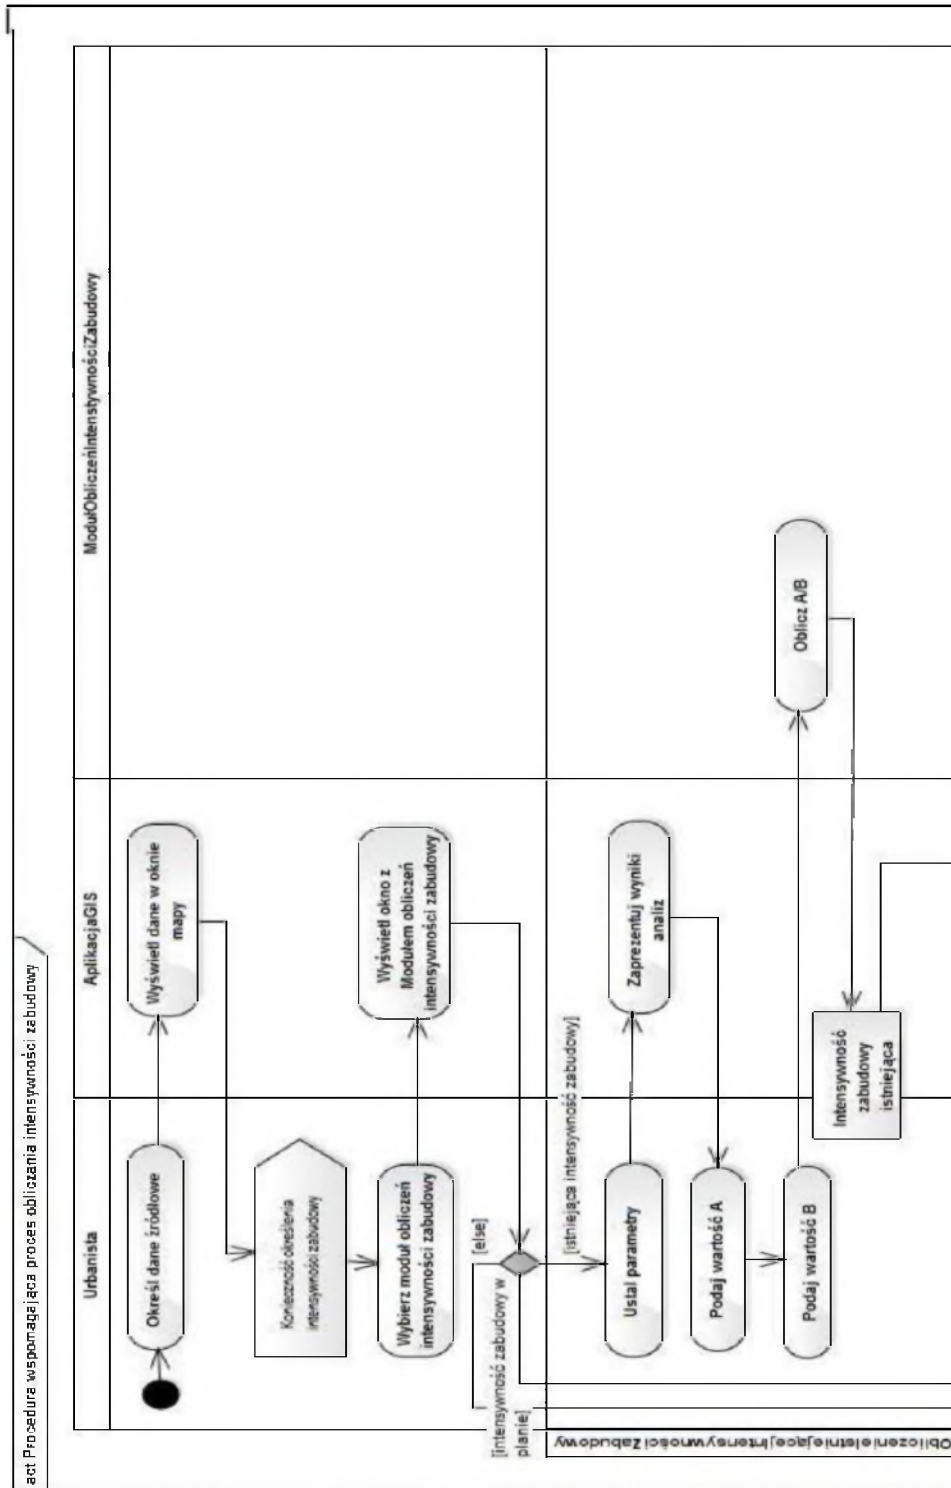 act Procedura wspomagająca proces obliczania intensywności zabudowy
Urbanista
AplikacjaGIS
ModułObliczeńIntenstywnościZabudowy
Określ dane źródłowe
Wyświetl dane w oknie
mapy
Konieczność określenia
intensywności zabudowy
Wybierz moduł obliczeń
intensywności zabudowy
Wyświetl okno z
Modułem obliczeń
intensywności zabudowy
[else]
[intensywność zabudowy w
planie]
[istniejąca intensywność zabudowy]
ObliczenieIstniejącejIntensywnościZabudowy
Ustal parametry
Zaprezentuj wyniki
analiz
Podaj wartość A
Podaj wartość B
Oblicz A/B
Intensywność
zabudowy
istniejąca